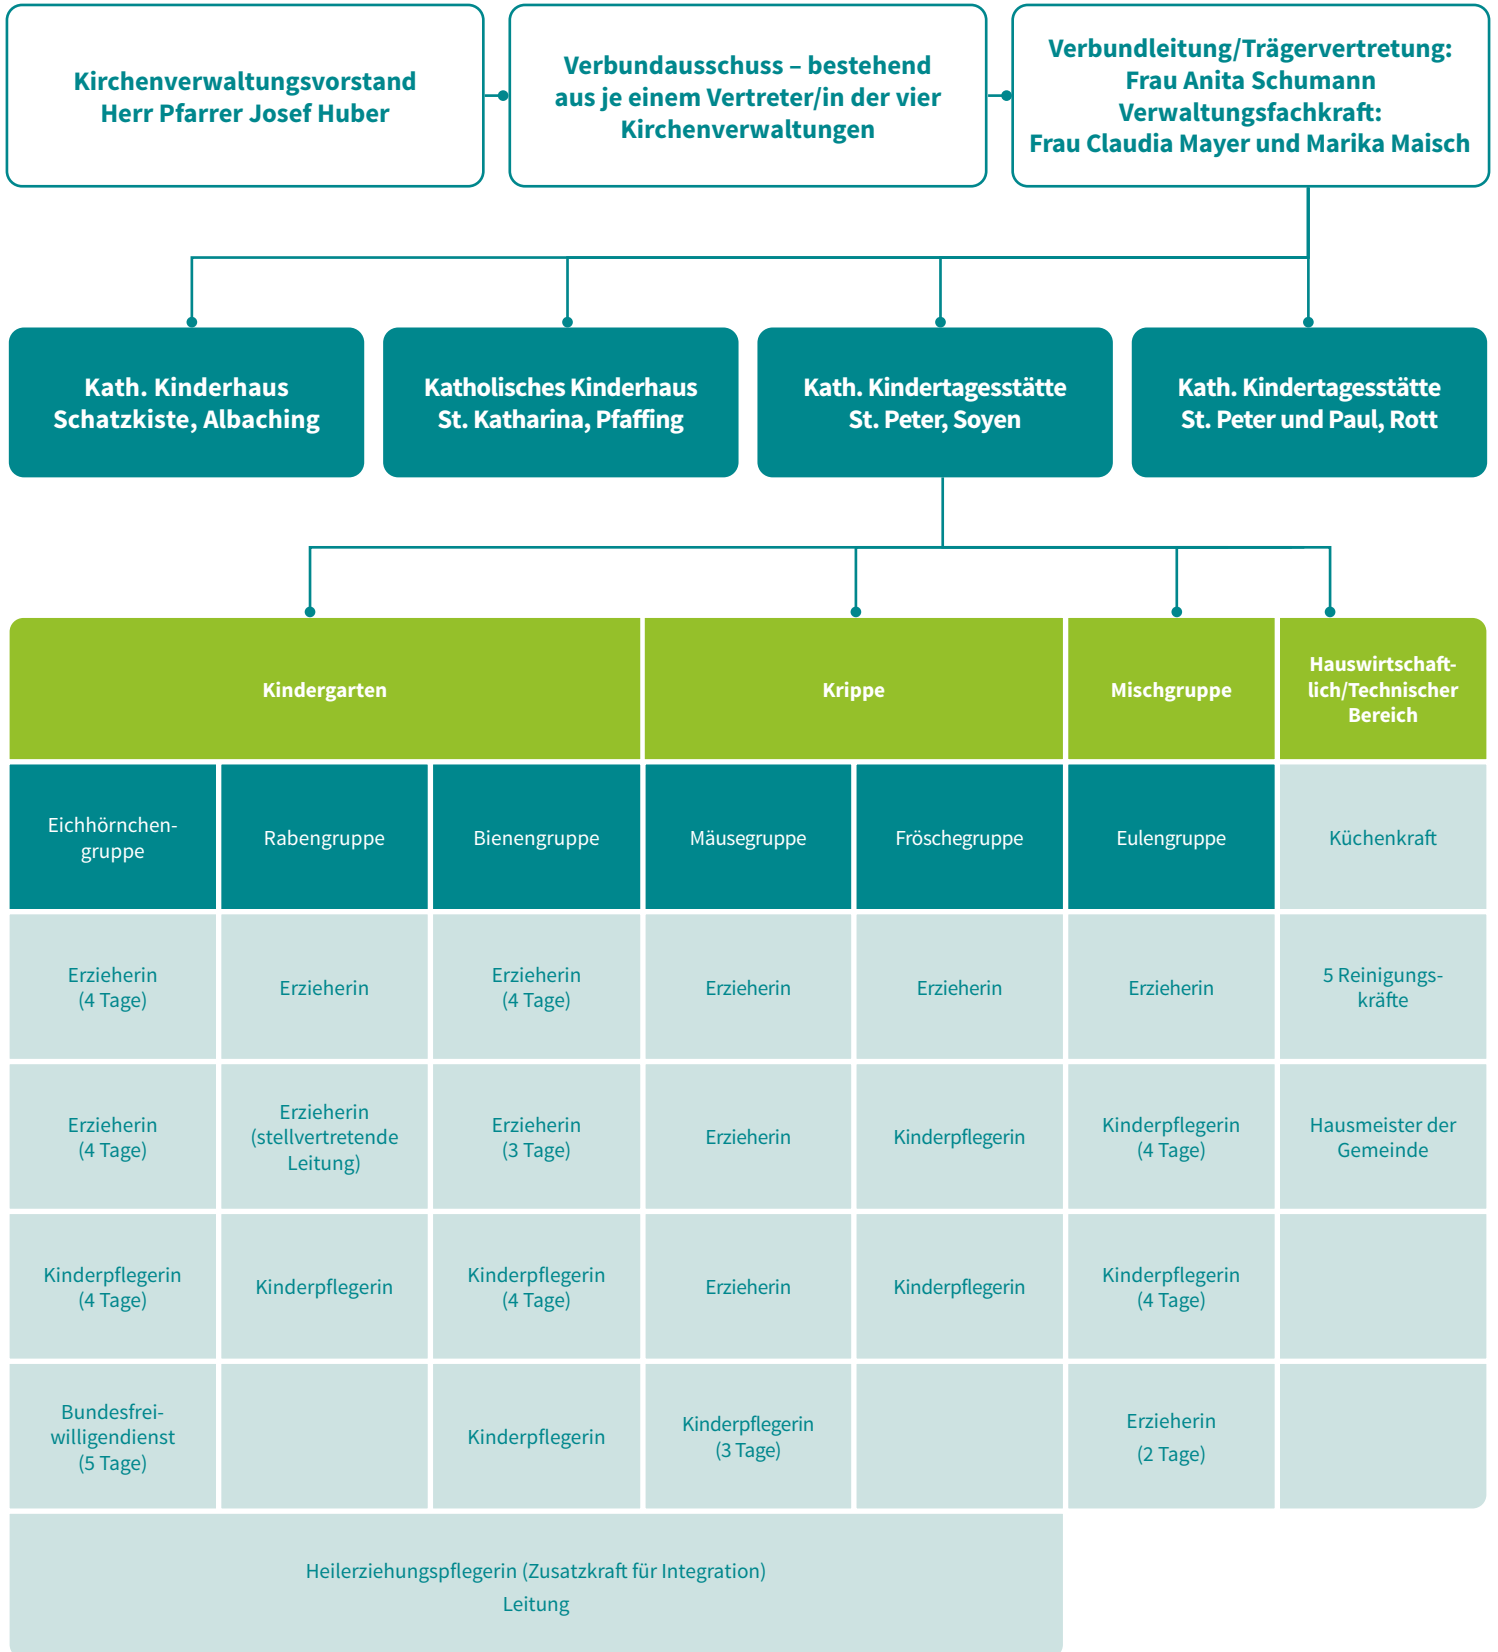 Kirchenverwaltungsvorstand
Herr Pfarrer Josef Huber
Verbundausschuss – bestehend
aus je einem Vertreter/in der vier
Kirchenverwaltungen
Verbundleitung/Trägervertretung:
Frau Anita Schumann
Verwaltungsfachkraft:
Frau Claudia Mayer und Marika Maisch
Kath. Kinderhaus
Schatzkiste, Albaching
Katholisches Kinderhaus
St. Katharina, Pfaffing
Kath. Kindertagesstätte
St. Peter, Soyen
Kath. Kindertagesstätte
St. Peter und Paul, Rott
Kindergarten
Krippe
Mischgruppe
Hauswirtschaft-
lich/Technischer
Bereich
Eichhörnchen-
gruppe
Rabengruppe
Bienengruppe
Mäusegruppe
Fröschegruppe
Eulengruppe
Küchenkraft
Erzieherin
(4 Tage)
Erzieherin
Erzieherin
(4 Tage)
Erzieherin
Erzieherin
Erzieherin
5 Reinigungs-
kräfte
Erzieherin
(4 Tage)
Erzieherin
(stellvertretende
Leitung)
Erzieherin
(3 Tage)
Erzieherin
Kinderpflegerin
Kinderpflegerin
(4 Tage)
Hausmeister der
Gemeinde
Kinderpflegerin
(4 Tage)
Kinderpflegerin
Kinderpflegerin
(4 Tage)
Erzieherin
Kinderpflegerin
Kinderpflegerin
(4 Tage)
Bundesfrei-
willigendienst
(5 Tage)
Kinderpflegerin
Kinderpflegerin
(3 Tage)
Erzieherin
(2 Tage)
Heilerziehungspflegerin (Zusatzkraft für Integration)
Leitung